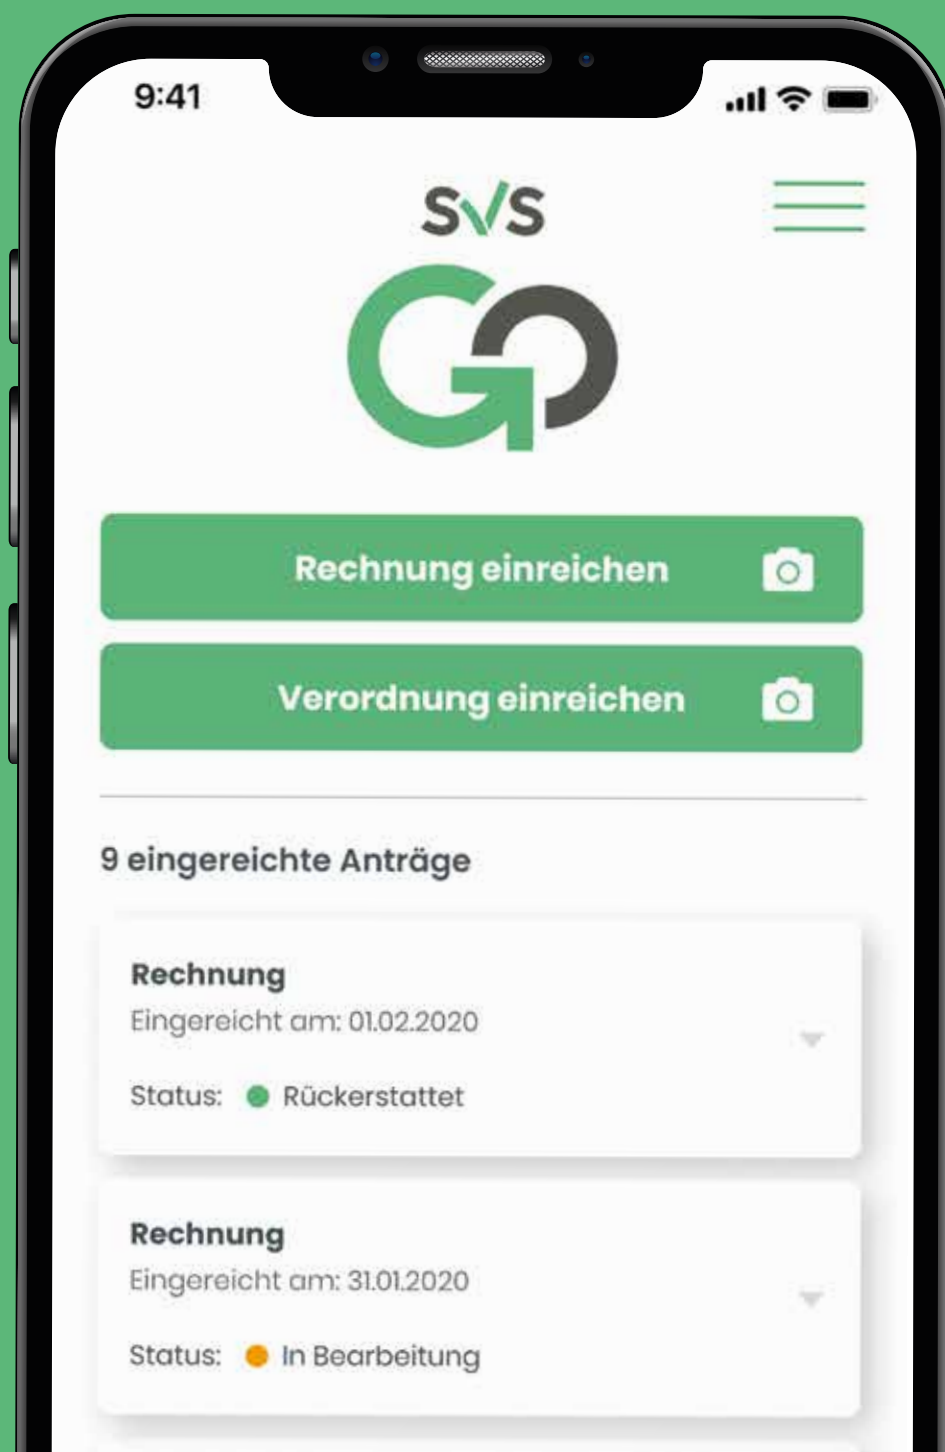 9:41
SVS
GO
Rechnung einreichen
Verordnung einreichen
9 eingereichte Anträge
Rechnung
Eingereicht am: 01.02.2020
Status: Rückerstattet
Rechnung
Eingereicht am: 31.01.2020
Status: In Bearbeitung